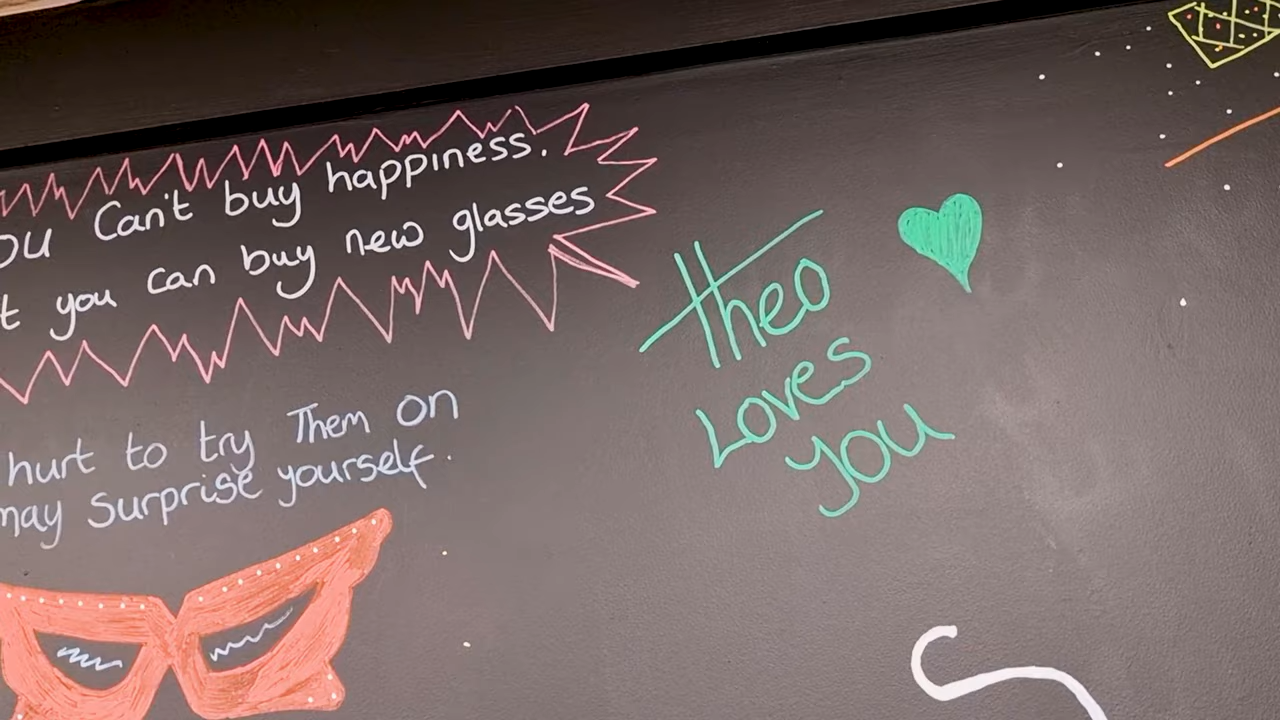 ou Can't buy happiness.
t you can buy new glasses
hurt to try Them on
may Surprise yourself.
Theo
Loves
You